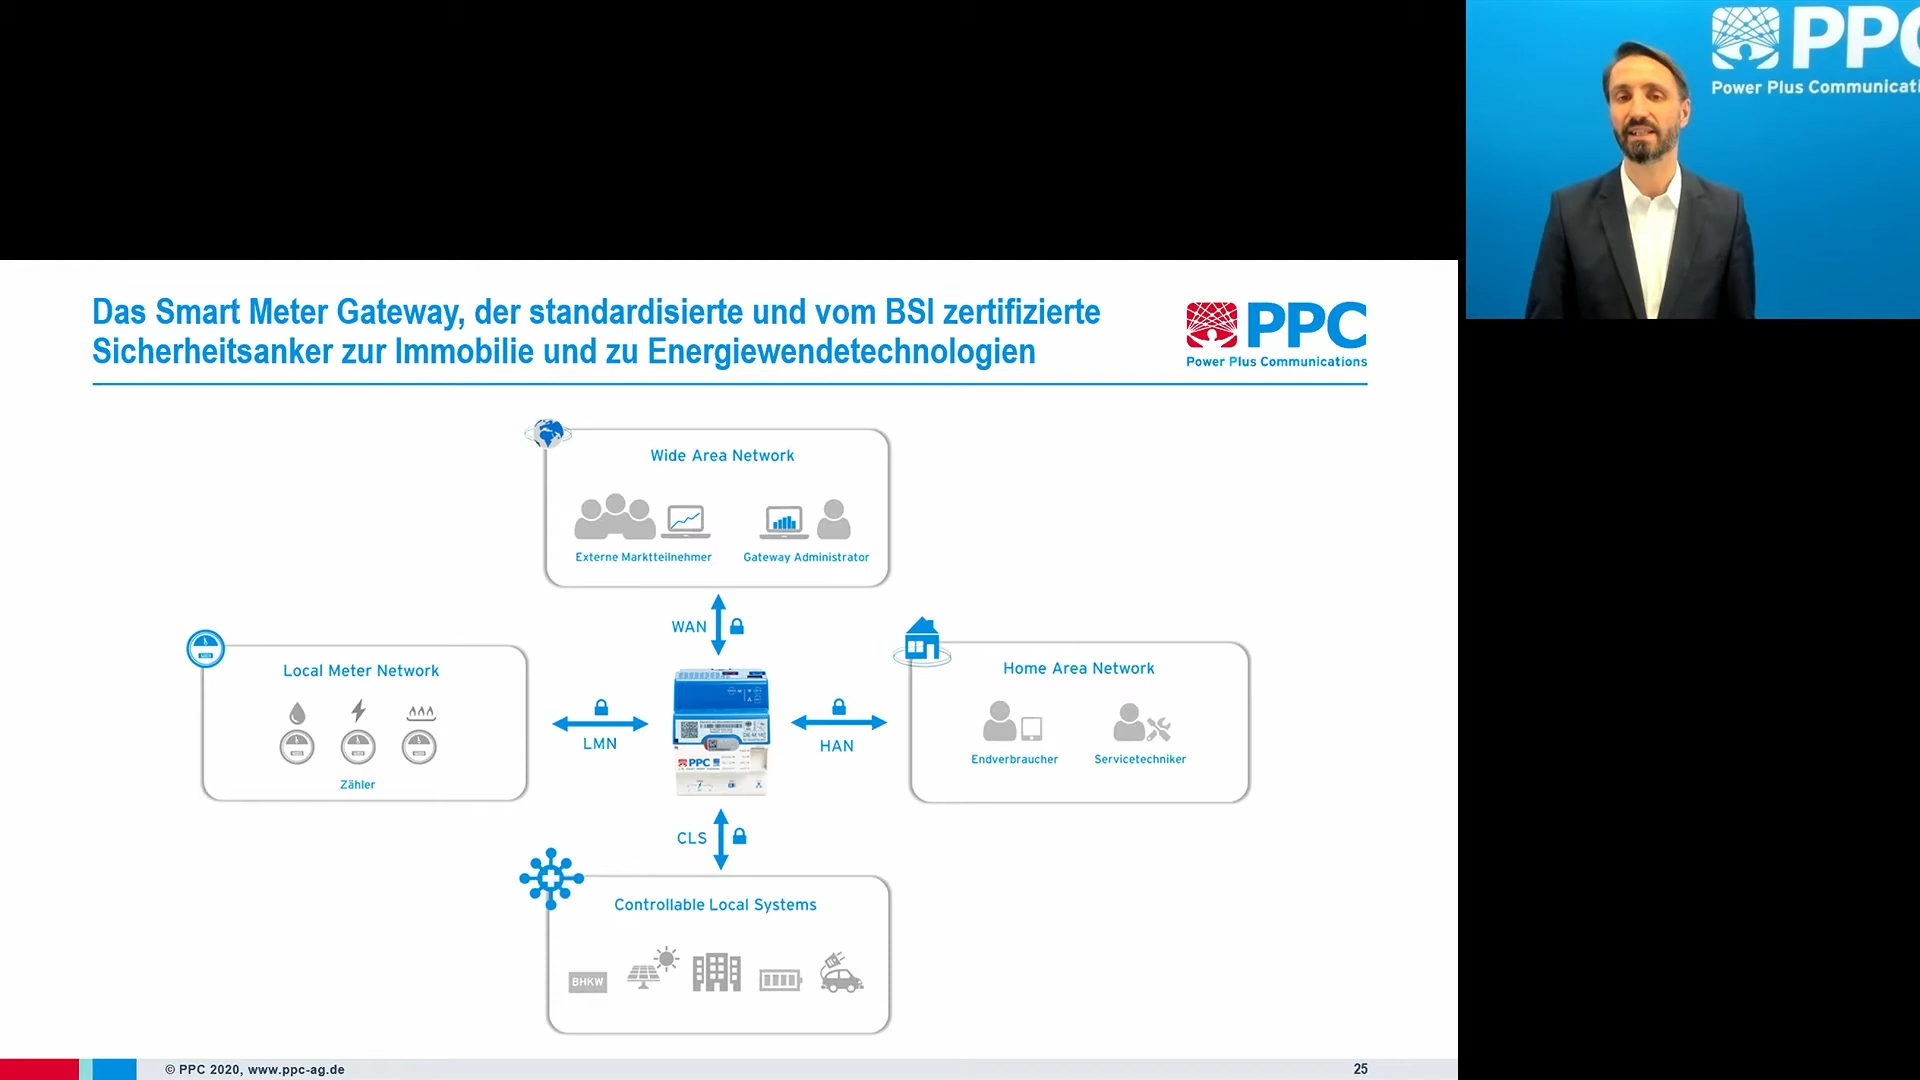 PPC
Power Plus Communicati
Das Smart Meter Gateway, der standardisierte und vom BSI zertifizierte
Sicherheitsanker zur Immobilie und zu Energiewendetechnologien
PPC
Power Plus Communications
Wide Area Network
Externe Marktteilnehmer
Gateway Administrator
WAN
Local Meter Network
Zähler
LMN
PPC
HAN
Home Area Network
Endverbraucher
Servicetechniker
CLS
Controllable Local Systems
BHKW
© PPC 2020, www.ppc-ag.de
25